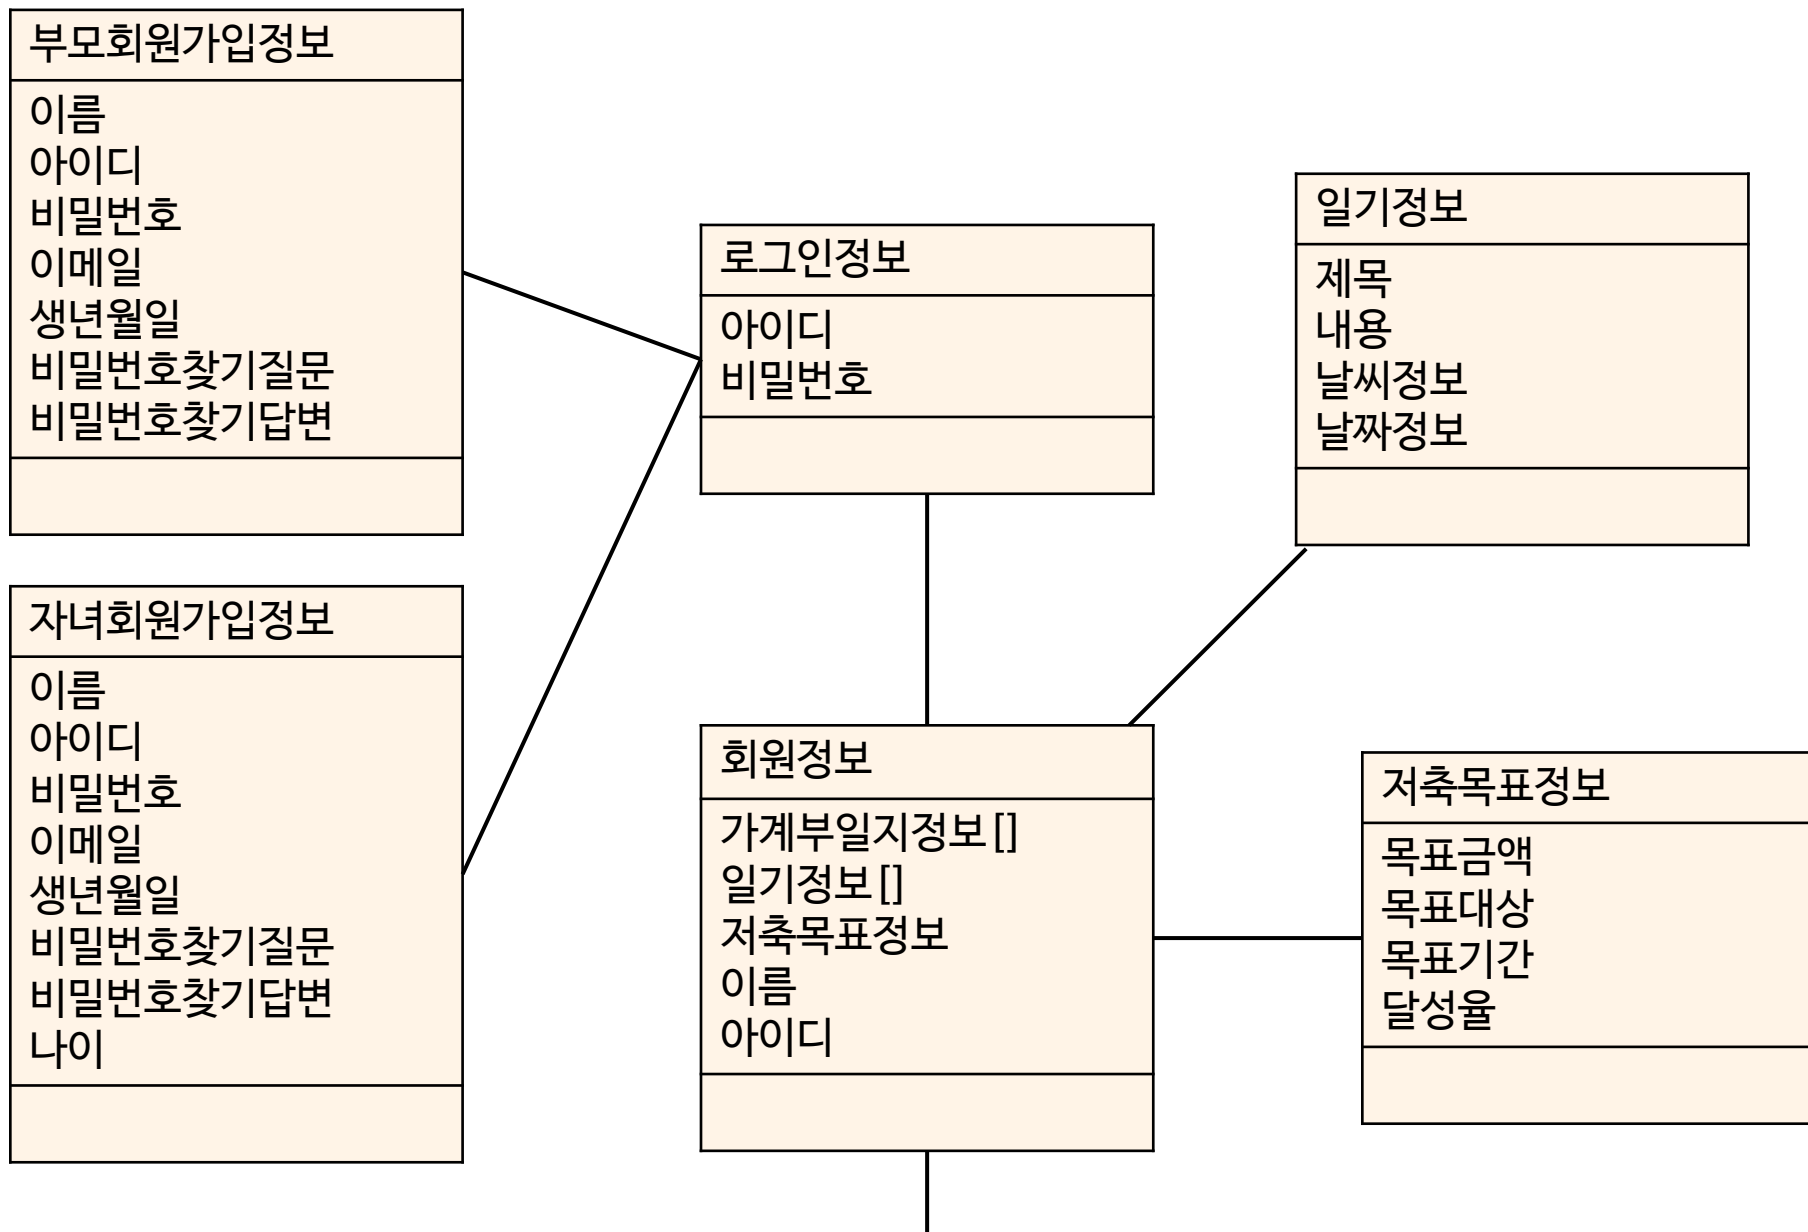 부모회원가입정보
이름
아이디
비밀번호
이메일
생년월일
비밀번호찾기질문
비밀번호찾기답변
자녀회원가입정보
이름
아이디
비밀번호
이메일
생년월일
비밀번호찾기질문
비밀번호찾기답변
나이
로그인정보
아이디
비밀번호
회원정보
가계부일지정보[]
일기정보[]
저축목표정보
이름
아이디
일기정보
제목
내용
날씨정보
날짜정보
저축목표정보
목표금액
목표대상
목표기간
달성율